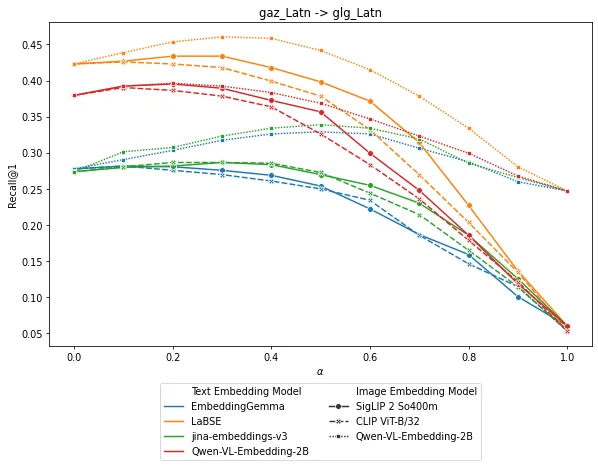 gaz_Latn -> glg_Latn
Recall@1
0.45
0.40
0.35
0.30
0.25
0.20
0.15
0.10
0.05
0.0
0.2
0.4
0.6
0.8
1.0
α
Text Embedding Model
EmbeddingGemma
LaBSE
jina-embeddings-v3
Qwen-VL-Embedding-2B
Image Embedding Model
SigLIP 2 So400m
CLIP ViT-B/32
Qwen-VL-Embedding-2B